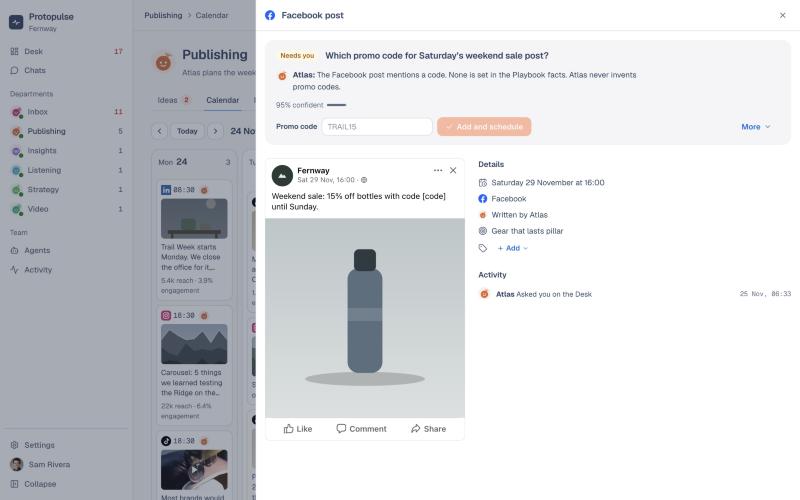 Protopulse
Fernway
Desk 17
Chats
Departments
Inbox 11
Publishing 5
Insights 1
Listening 1
Strategy 1
Video 1
Team
Agents
Activity
Settings
Sam Rivera
Collapse
Publishing > Calendar
Publishing
Atlas plans the week
Ideas 2 Calendar
Today 24 Nov
Mon 24 3
08:30
Trail Week starts
Monday. We close
the office for it,...
5.4k reach · 3.9%
engagement
18:30
Carousel: 5 things
we learned testing
the Ridge on the...
22k reach · 6.4%
engagement
18:30
Most brands would
Facebook post
Needs you Which promo code for Saturday's weekend sale post?
Atlas: The Facebook post mentions a code. None is set in the Playbook facts. Atlas never invents
promo codes.
95% confident
Promo code TRAIL15 Add and schedule More
Fernway
Sat 29 Nov, 16:00 ·
Weekend sale: 15% off bottles with code [code]
until Sunday.
Like Comment Share
Details
Saturday 29 November at 16:00
Facebook
Written by Atlas
Gear that lasts pillar
+ Add
Activity
Atlas Asked you on the Desk 25 Nov, 06:33